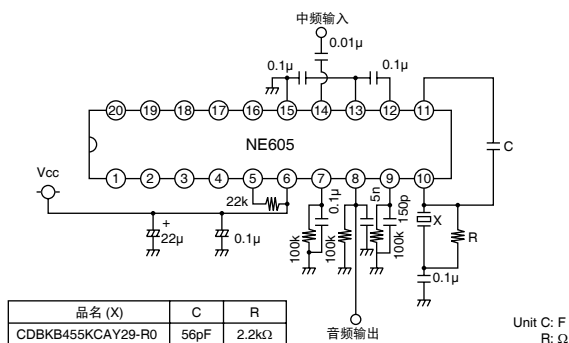 中频输入
0.01μ
0.1μ
0.1μ
20 19 18 17 16 15 14 13 12 11
NE605
C
Vcc
1 2 3 4 5 6 7 8 9 10
22k
+
22μ
0.1μ
100k
0.1μ
100k
5n
100k
150p
X
R
0.1μ
音频输出
品名 (X) C R
CDBKB455KCAY29-R0 56pF 2.2kΩ
Unit C: F
R: Ω